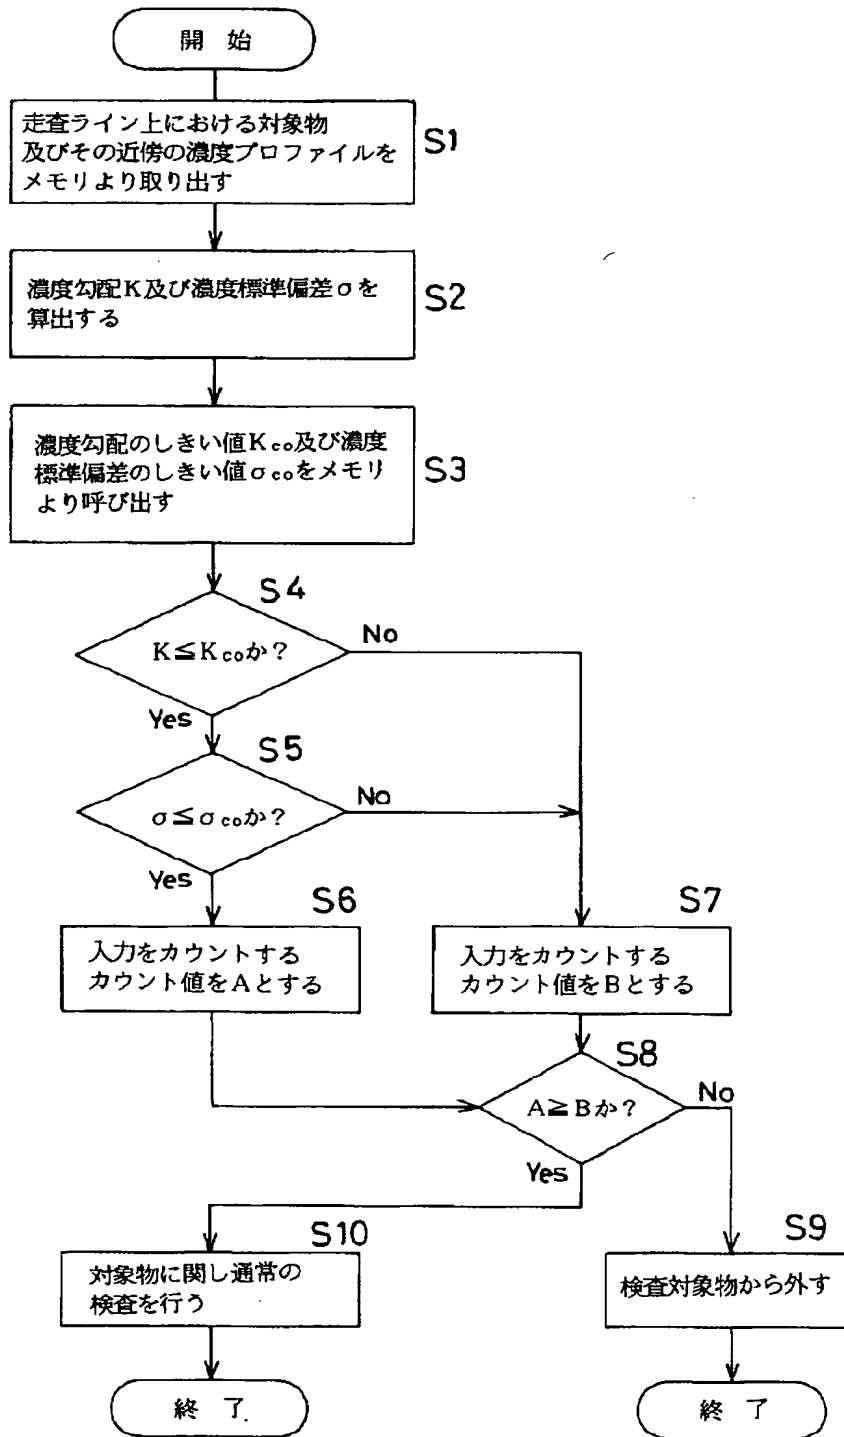 開 始
走査ライン上における対象物
及びその近傍の濃度プロファイルを
メモリより取り出す
S1
濃度勾配K及び濃度標準偏差σを
算出する
S2
濃度勾配のしきい値Kco及び濃度
標準偏差のしきい値σcoをメモリ
より呼び出す
S3
S4
K≦Kcoか?
No
Yes
S5
σ≦σcoか?
No
Yes
S6
入力をカウントする
カウント値をAとする
S7
入力をカウントする
カウント値をBとする
S8
A≧Bか?
No
Yes
S10
対象物に関し通常の
検査を行う
S9
検査対象物から外す
終 了
終 了